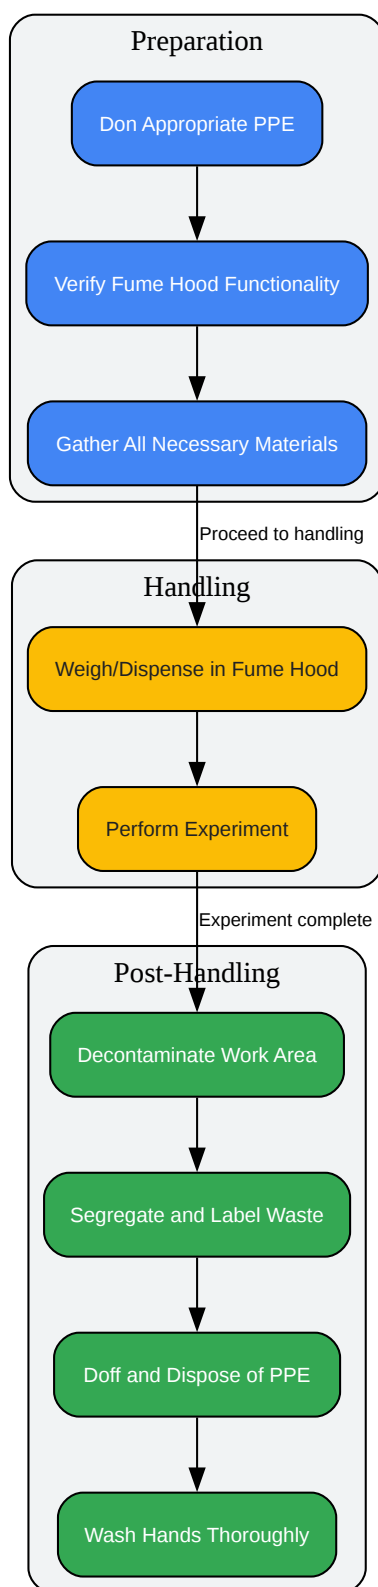 Preparation
Don Appropriate PPE
Verify Fume Hood Functionality
Gather All Necessary Materials
Proceed to handling
Handling
Weigh/Dispense in Fume Hood
Perform Experiment
Experiment complete
Post-Handling
Decontaminate Work Area
Segregate and Label Waste
Doff and Dispose of PPE
Wash Hands Thoroughly